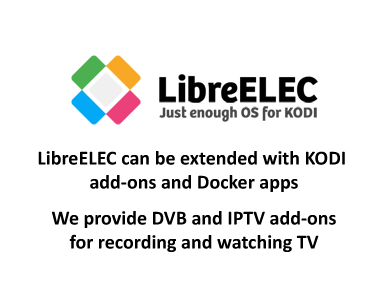 LibreELEC
Just enough OS for KODI
LibreELEC can be extended with KODI
add-ons and Docker apps
We provide DVB and IPTV add-ons
for recording and watching TV